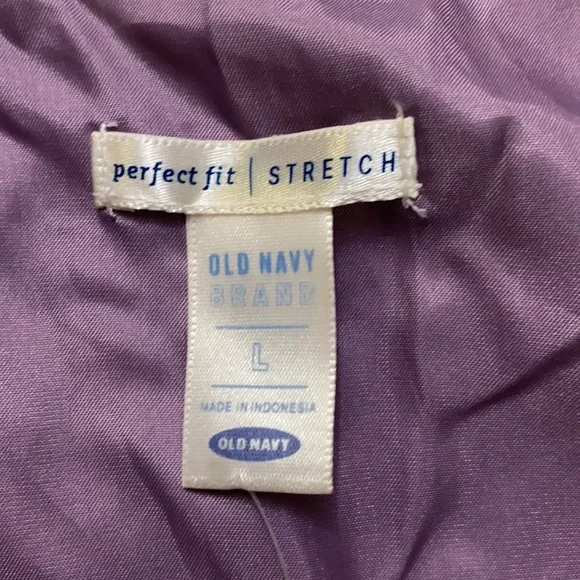 perfect fit | STRETCH
OLD NAVY
BRAND
L
MADE IN INDONESIA
OLD NAVY